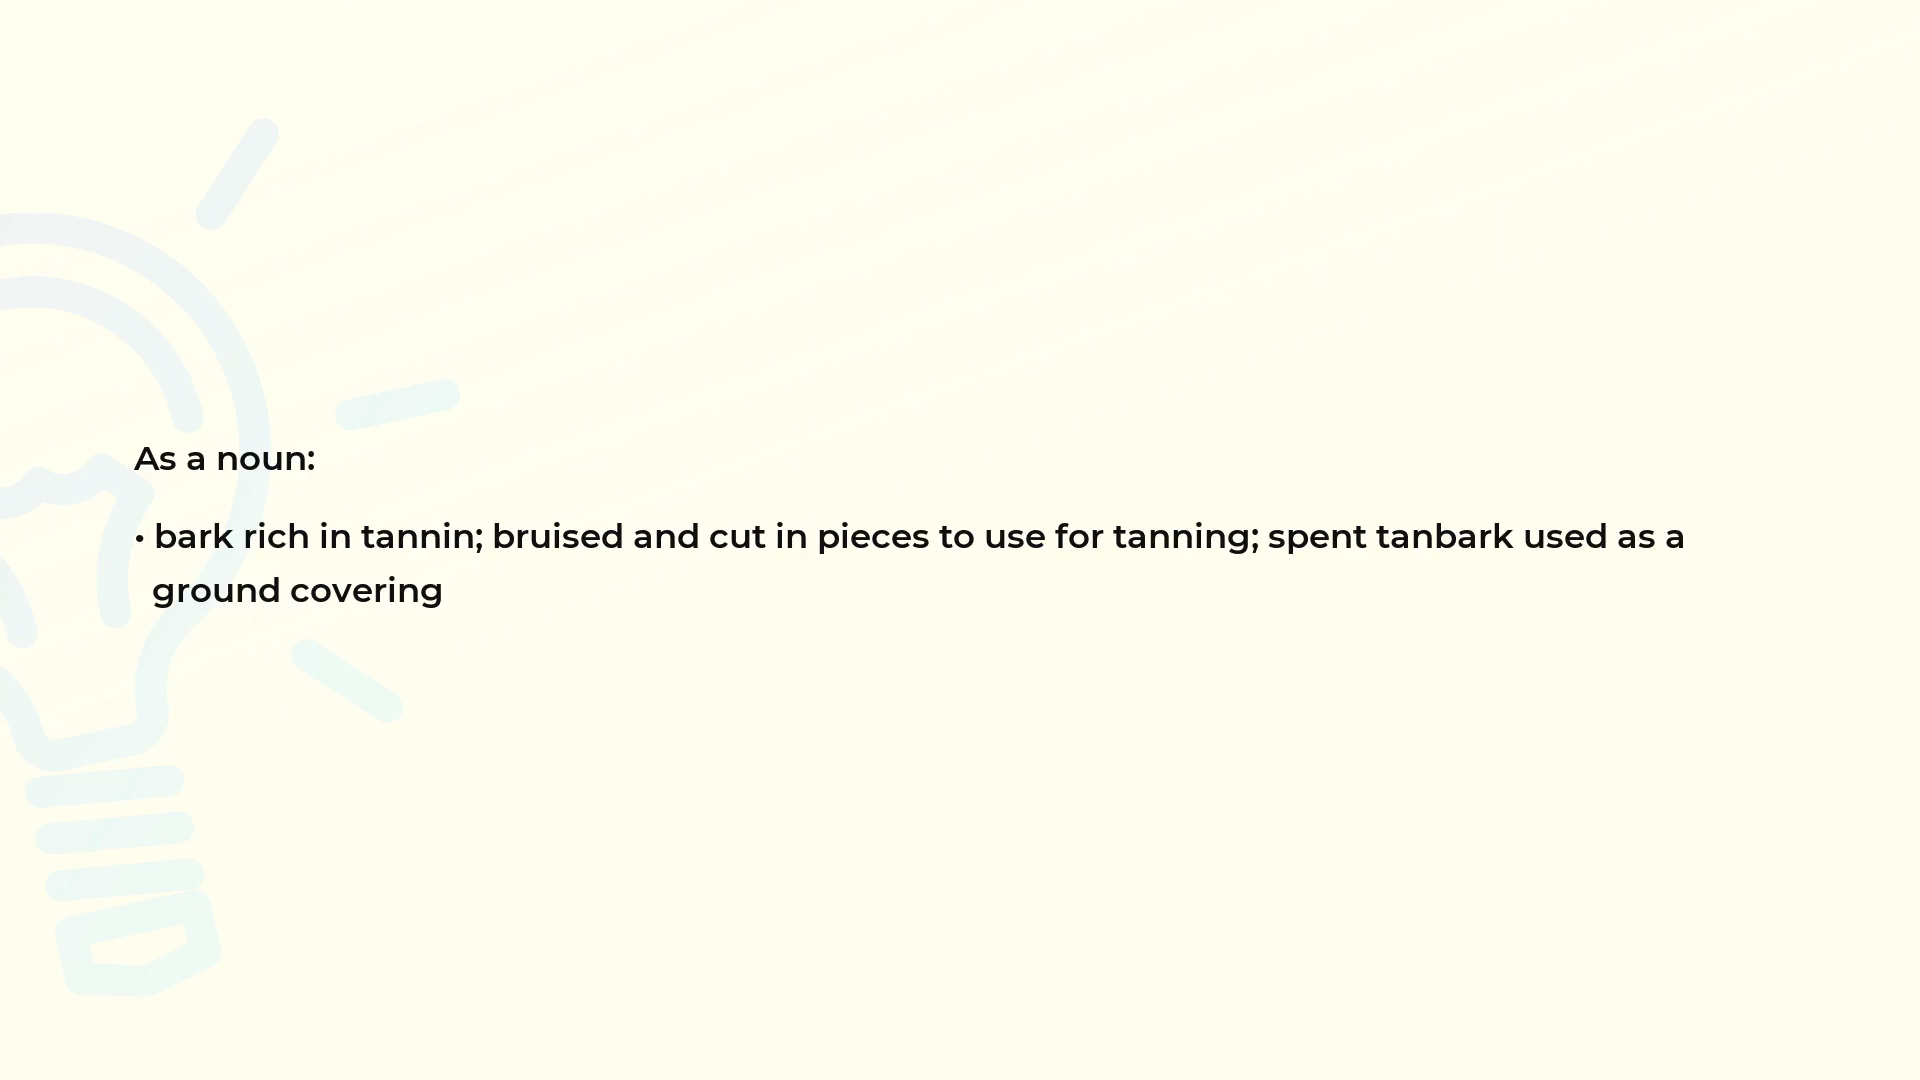 As a noun:
• bark rich in tannin; bruised and cut in pieces to use for tanning; spent tanbark used as a
ground covering